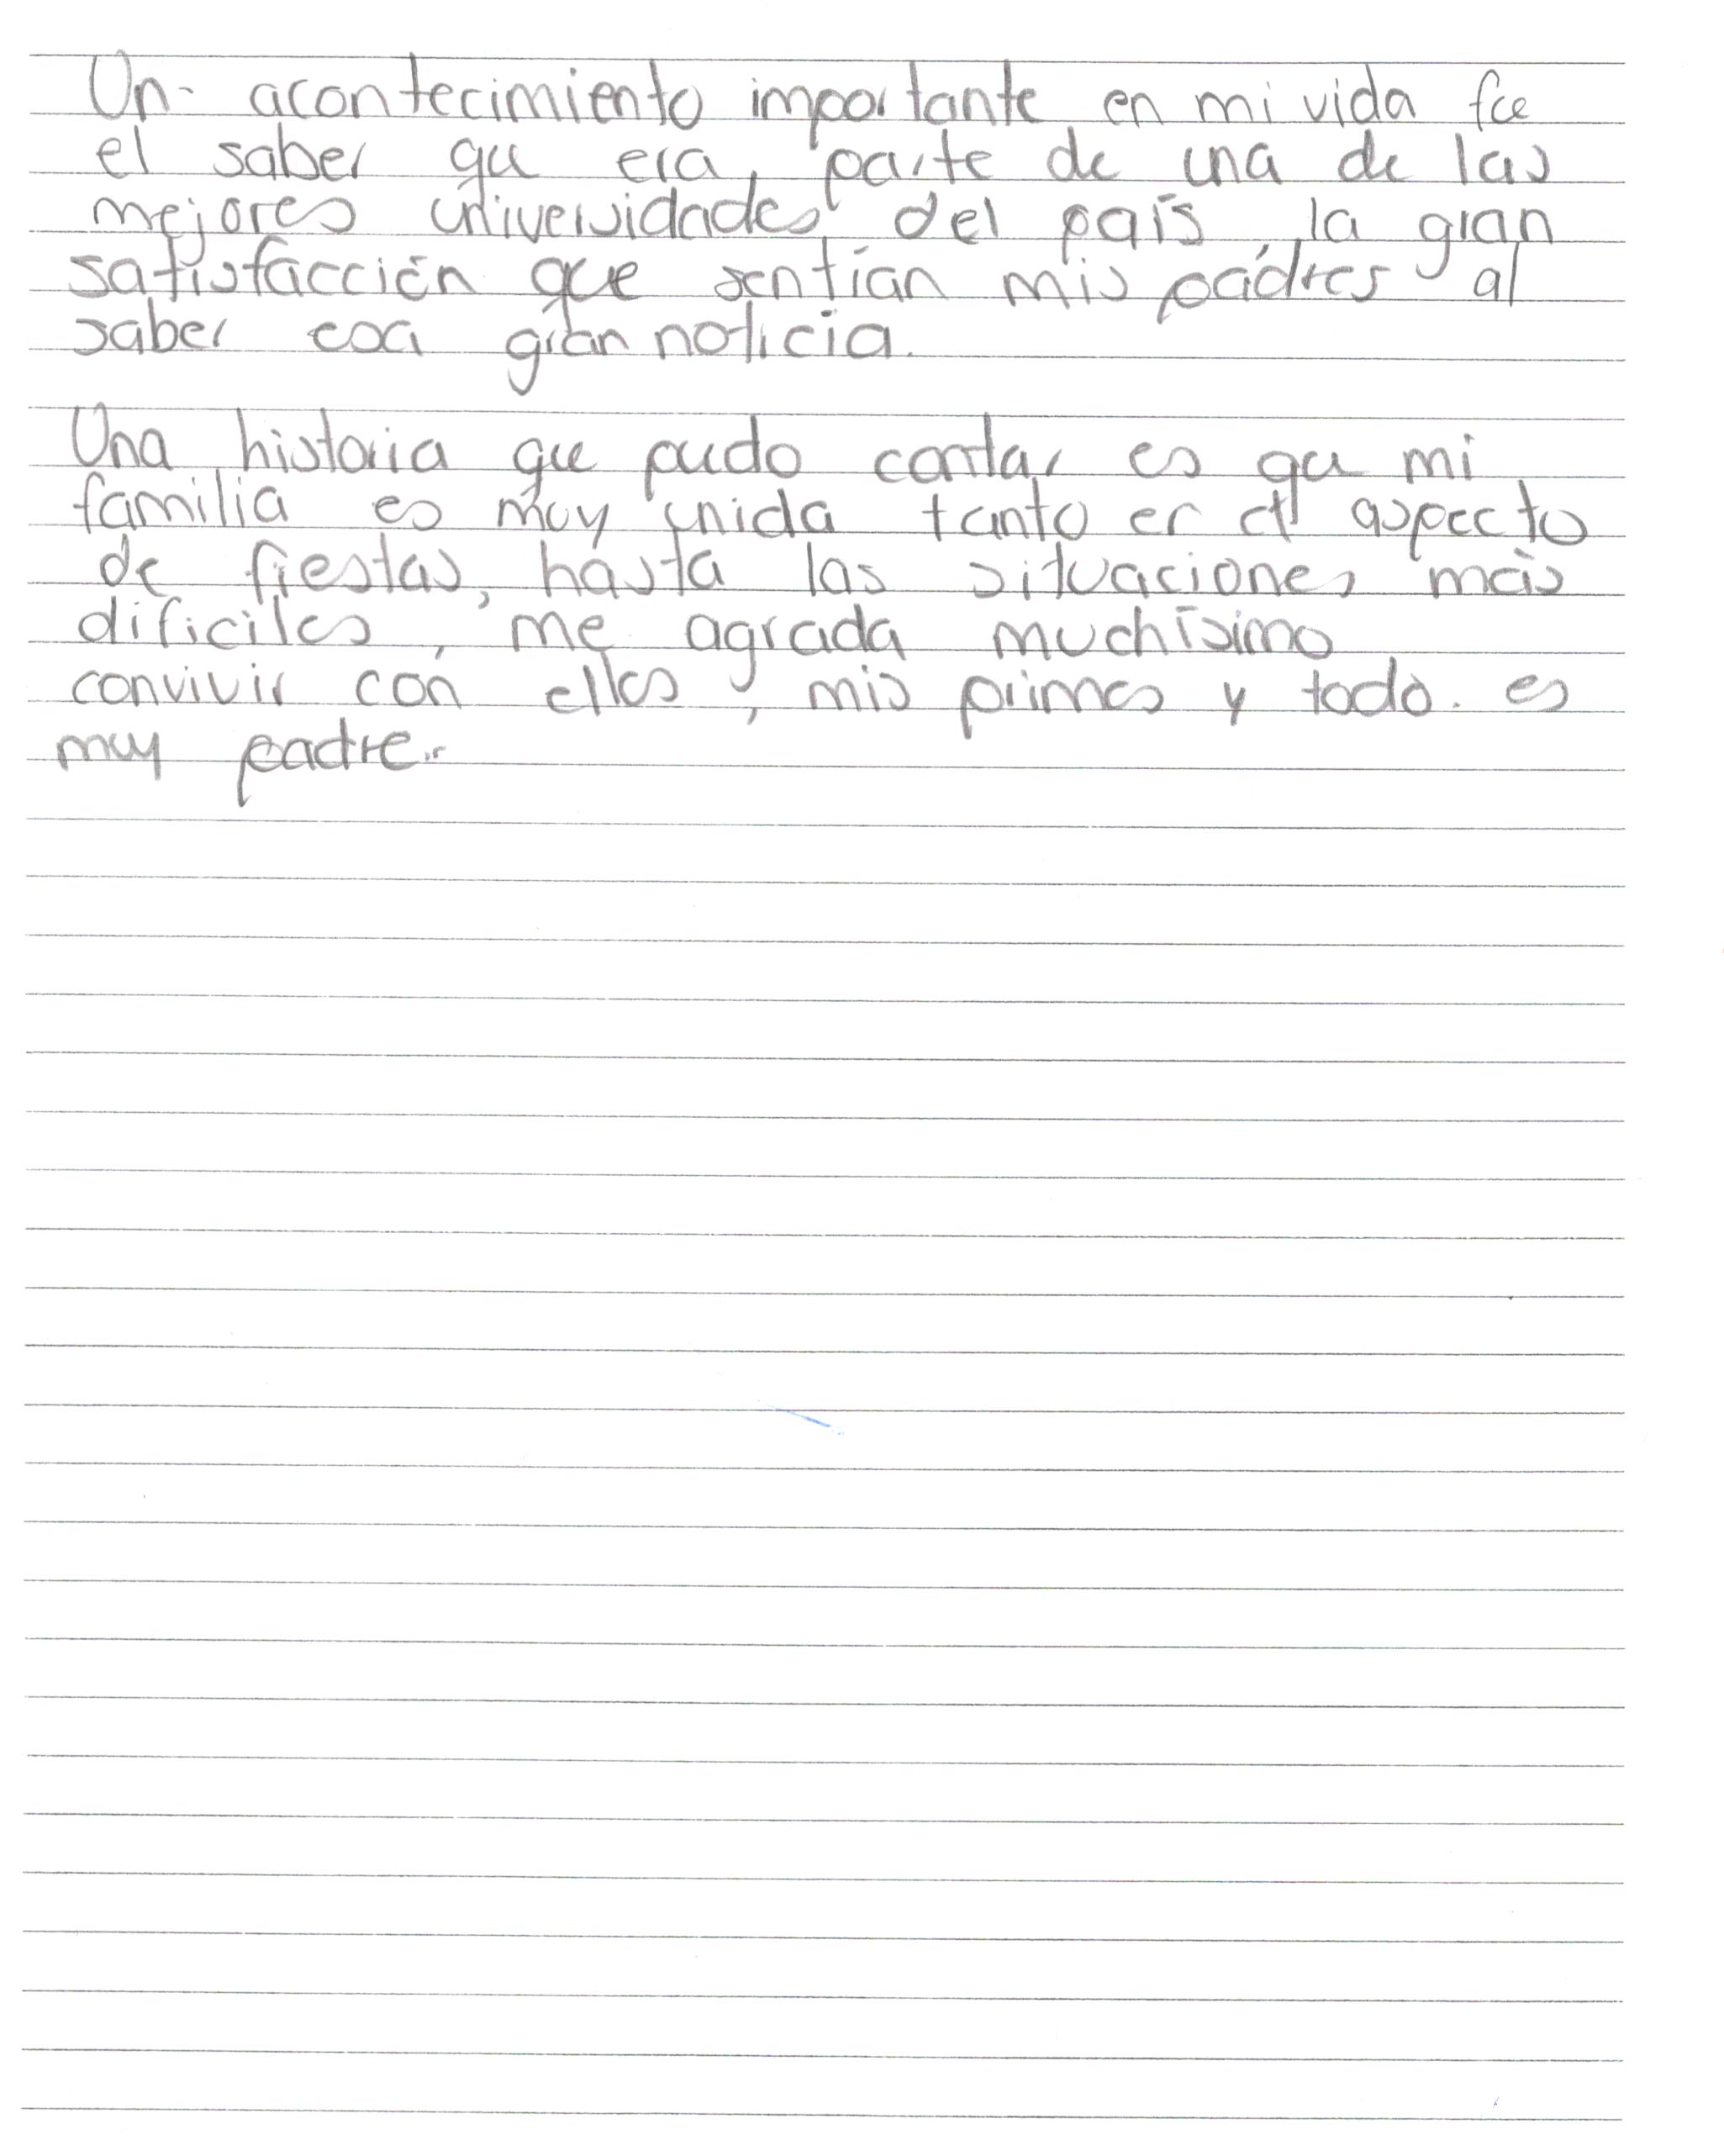 Un acontecimiento importante en mi vida fue
el saber que era parte de una de las
mejores universidades del país, la gran
satisfacción que sentían mis padres al
saber esa gran noticia.
Una historia que puedo contar es que mi
familia es muy unida tanto en el aspecto
de fiestas, hasta las situaciones más
dificiles, me agrada muchísimo
convivir con ellos, mis primos y todo. es
muy padre.